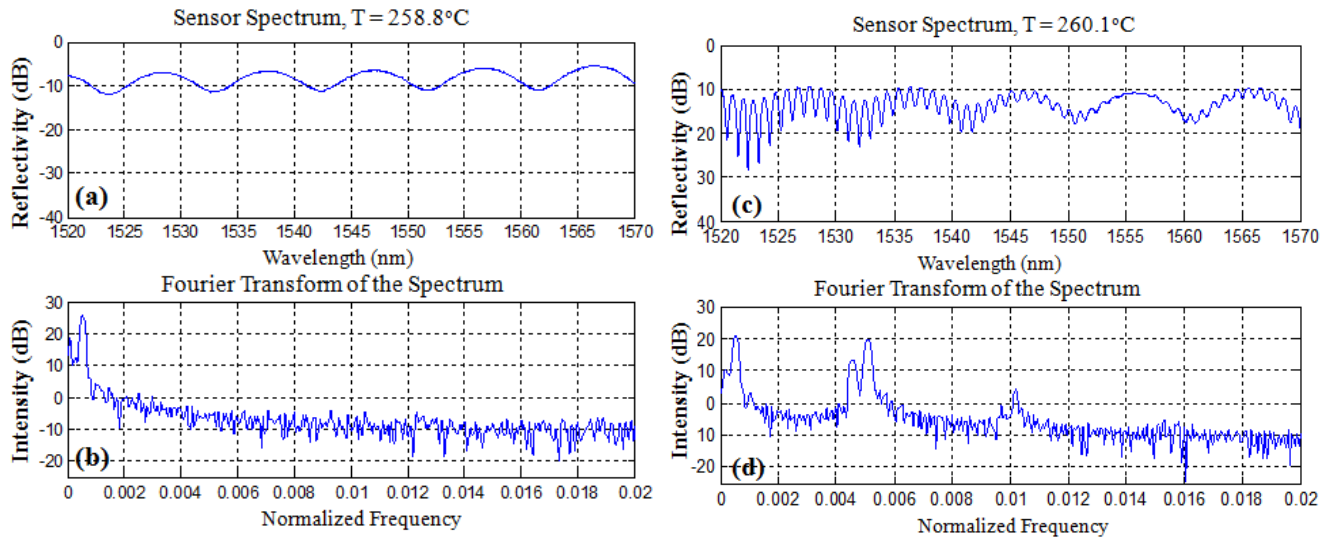 Sensor Spectrum, T = 258.8°C
0
-10
-20
-30
-40
Reflectivity (dB)
(a)
1520 1525 1530 1535 1540 1545 1550 1555 1560 1565 1570
Wavelength (nm)
Fourier Transform of the Spectrum
30
20
10
0
-10
-20
Intensity (dB)
(b)
0 0.002 0.004 0.006 0.008 0.01 0.012 0.014 0.016 0.018 0.02
Normalized Frequency
Sensor Spectrum, T = 260.1°C
0
10
20
30
40
Reflectivity (dB)
(c)
1520 1525 1530 1535 1540 1545 1550 1555 1560 1565 1570
Wavelength (nm)
Fourier Transform of the Spectrum
30
20
10
0
10
-20
Intensity (dB)
(d)
0 0.002 0.004 0.006 0.008 0.01 0.012 0.014 0.016 0.018 0.02
Normalized Frequency